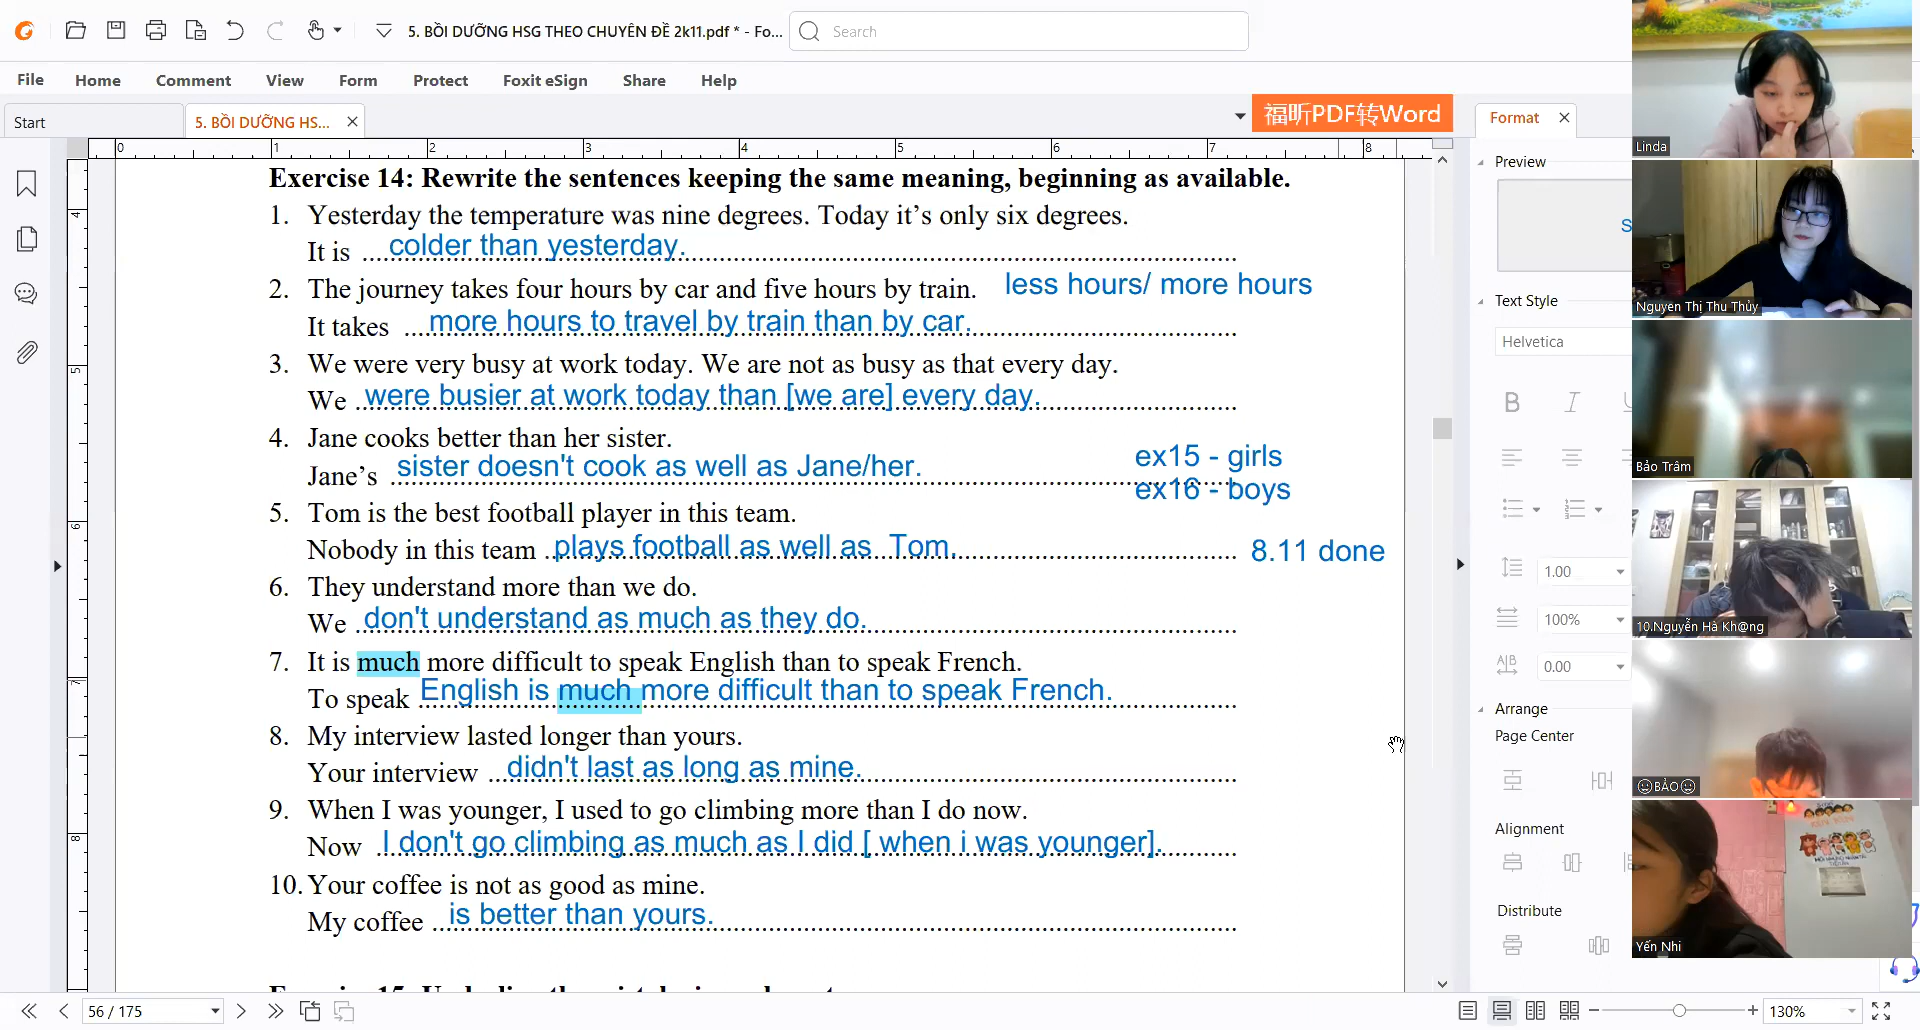 5. BỒI DƯỠNG HSG THEO CHUYÊN ĐỀ 2k11.pdf * - Fo...
Search
File
Home
Comment
View
Form
Protect
Foxit eSign
Share
Help
Start
5. BỒI DƯỠNG HS...
福昕PDF转Word
Format
Preview
Text Style
Helvetica
1.00
100%
0.00
Arrange
Page Center
Alignment
Distribute
Exercise 14: Rewrite the sentences keeping the same meaning, beginning as available.
1. Yesterday the temperature was nine degrees. Today it's only six degrees.
It is colder than yesterday.
2. The journey takes four hours by car and five hours by train. less hours/ more hours
It takes more hours to travel by train than by car.
3. We were very busy at work today. We are not as busy as that every day.
We were busier at work today than [we are] every day.
4. Jane cooks better than her sister.
Jane's sister doesn't cook as well as Jane/her.
ex15 - girls
ex16 - boys
5. Tom is the best football player in this team.
Nobody in this team plays football as well as Tom.
8.11 done
6. They understand more than we do.
We don't understand as much as they do.
7. It is much more difficult to speak English than to speak French.
To speak English is much more difficult than to speak French.
8. My interview lasted longer than yours.
Your interview didn't last as long as mine.
9. When I was younger, I used to go climbing more than I do now.
Now I don't go climbing as much as I did [ when i was younger].
10. Your coffee is not as good as mine.
My coffee is better than yours.
Linda
Nguyen Thị Thu Thủy
Bảo Trâm
10.Nguyễn Hà Kh@ng
BẢO
Yến Nhi
56 / 175
130%